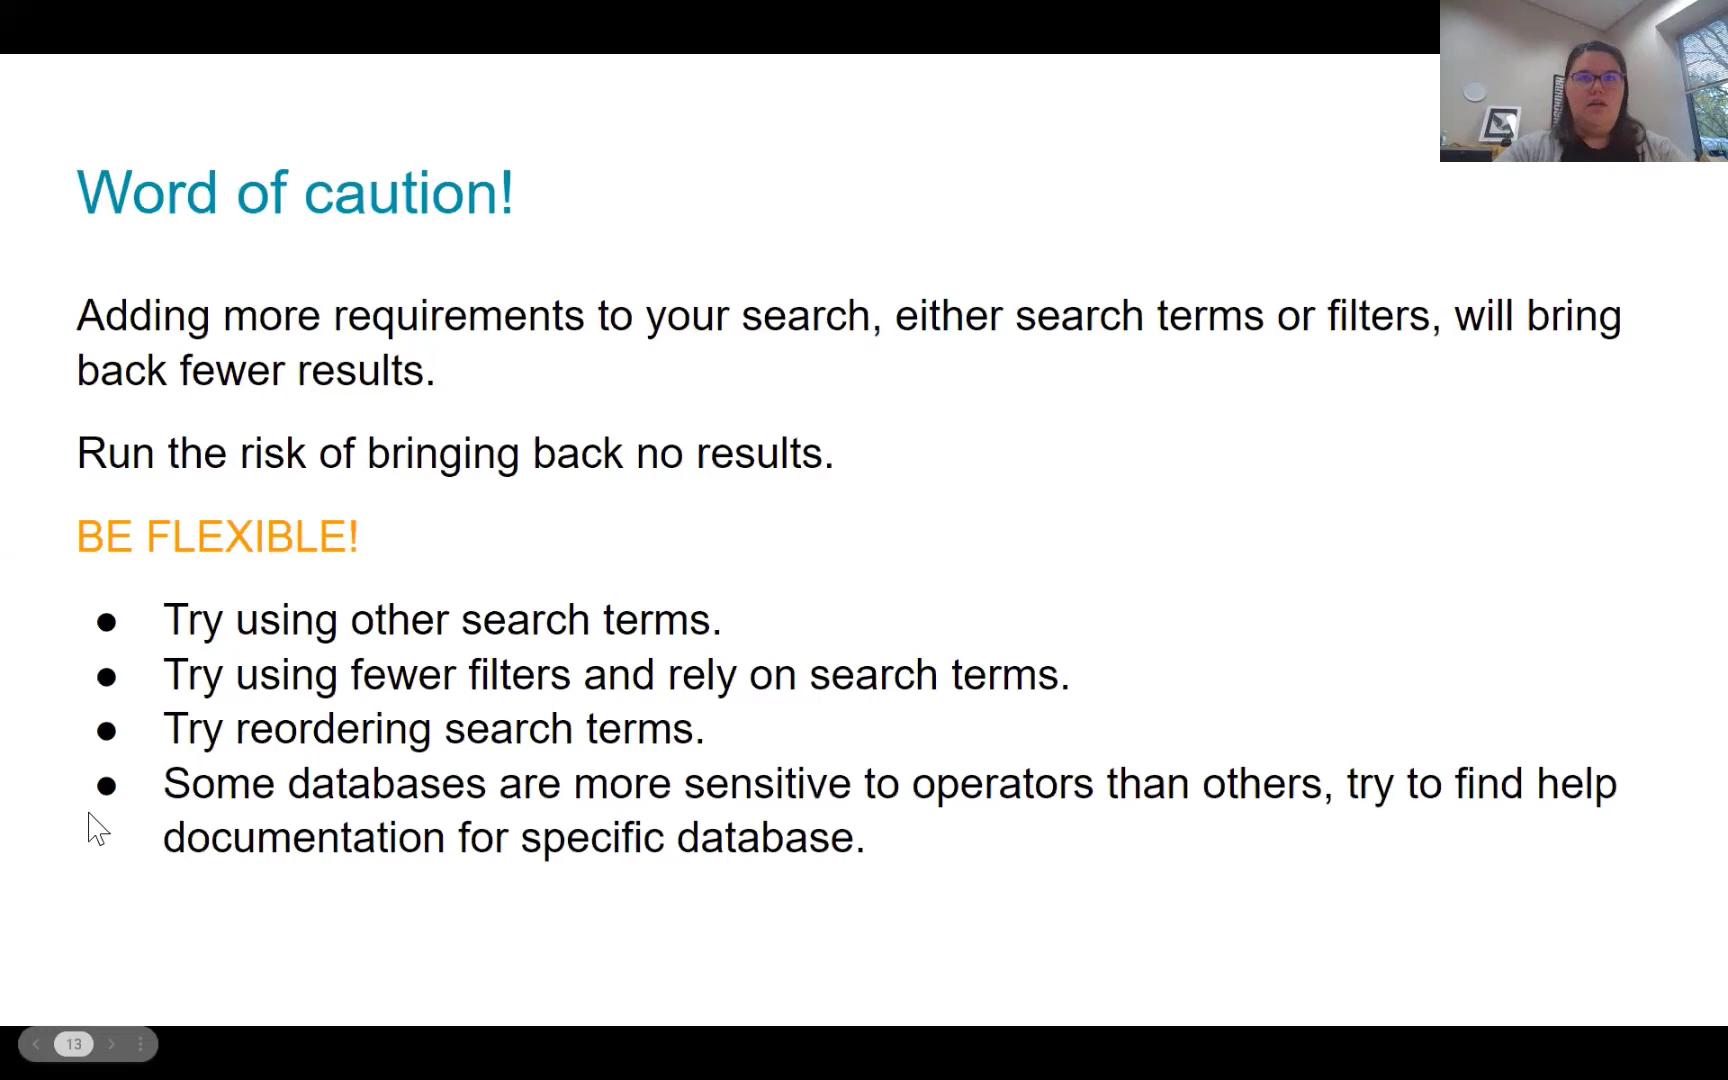 Word of caution!
Adding more requirements to your search, either search terms or filters, will bring
back fewer results.
Run the risk of bringing back no results.
BE FLEXIBLE!
● Try using other search terms.
● Try using fewer filters and rely on search terms.
● Try reordering search terms.
● Some databases are more sensitive to operators than others, try to find help
documentation for specific database.
13